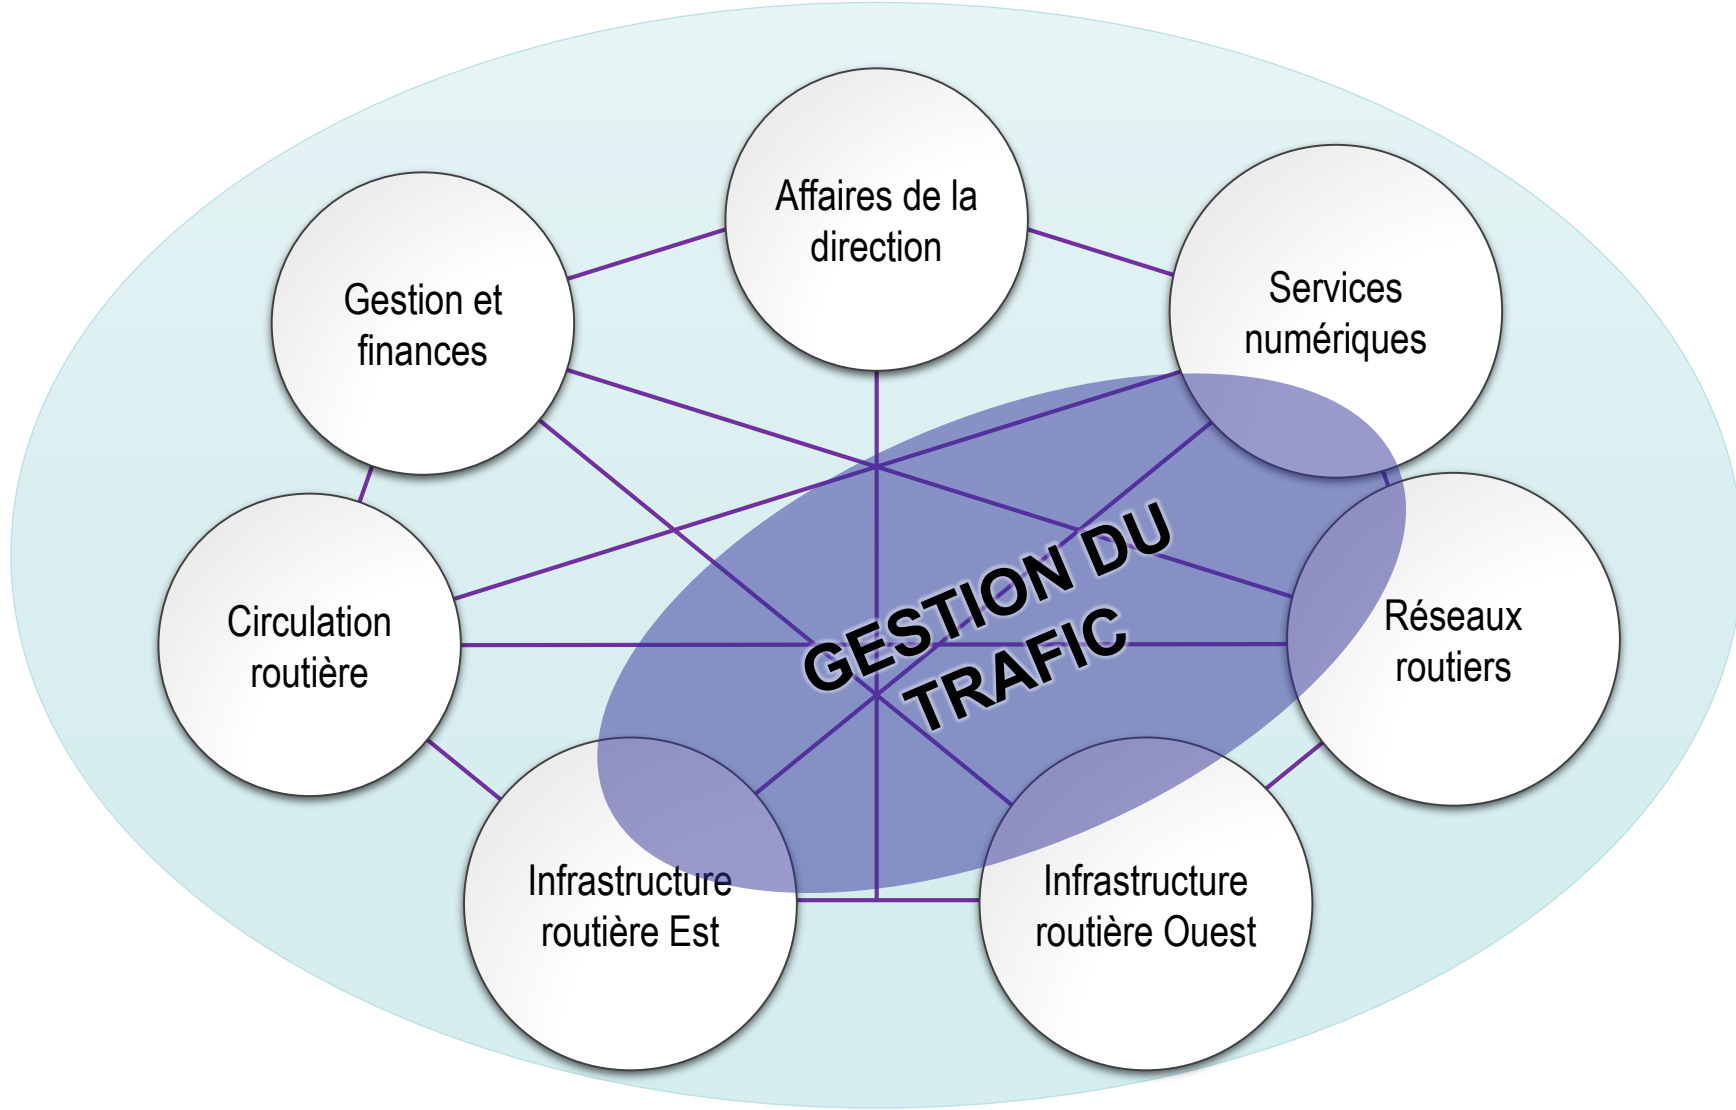 Affaires de la
direction
Gestion et
finances
Services
numériques
GESTION DU
TRAFIC
Circulation
routière
Réseaux
routiers
Infrastructure
routière Est
Infrastructure
routière Ouest